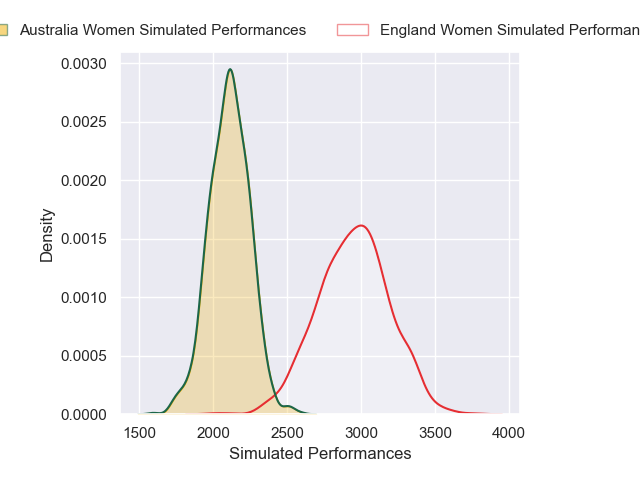 Australia Women Simulated Performances
England Women Simulated Performan
0.0030
0.0025
0.0020
0.0015
0.0010
0.0005
0.0000
Density
1500 2000 2500 3000 3500 4000
Simulated Performances